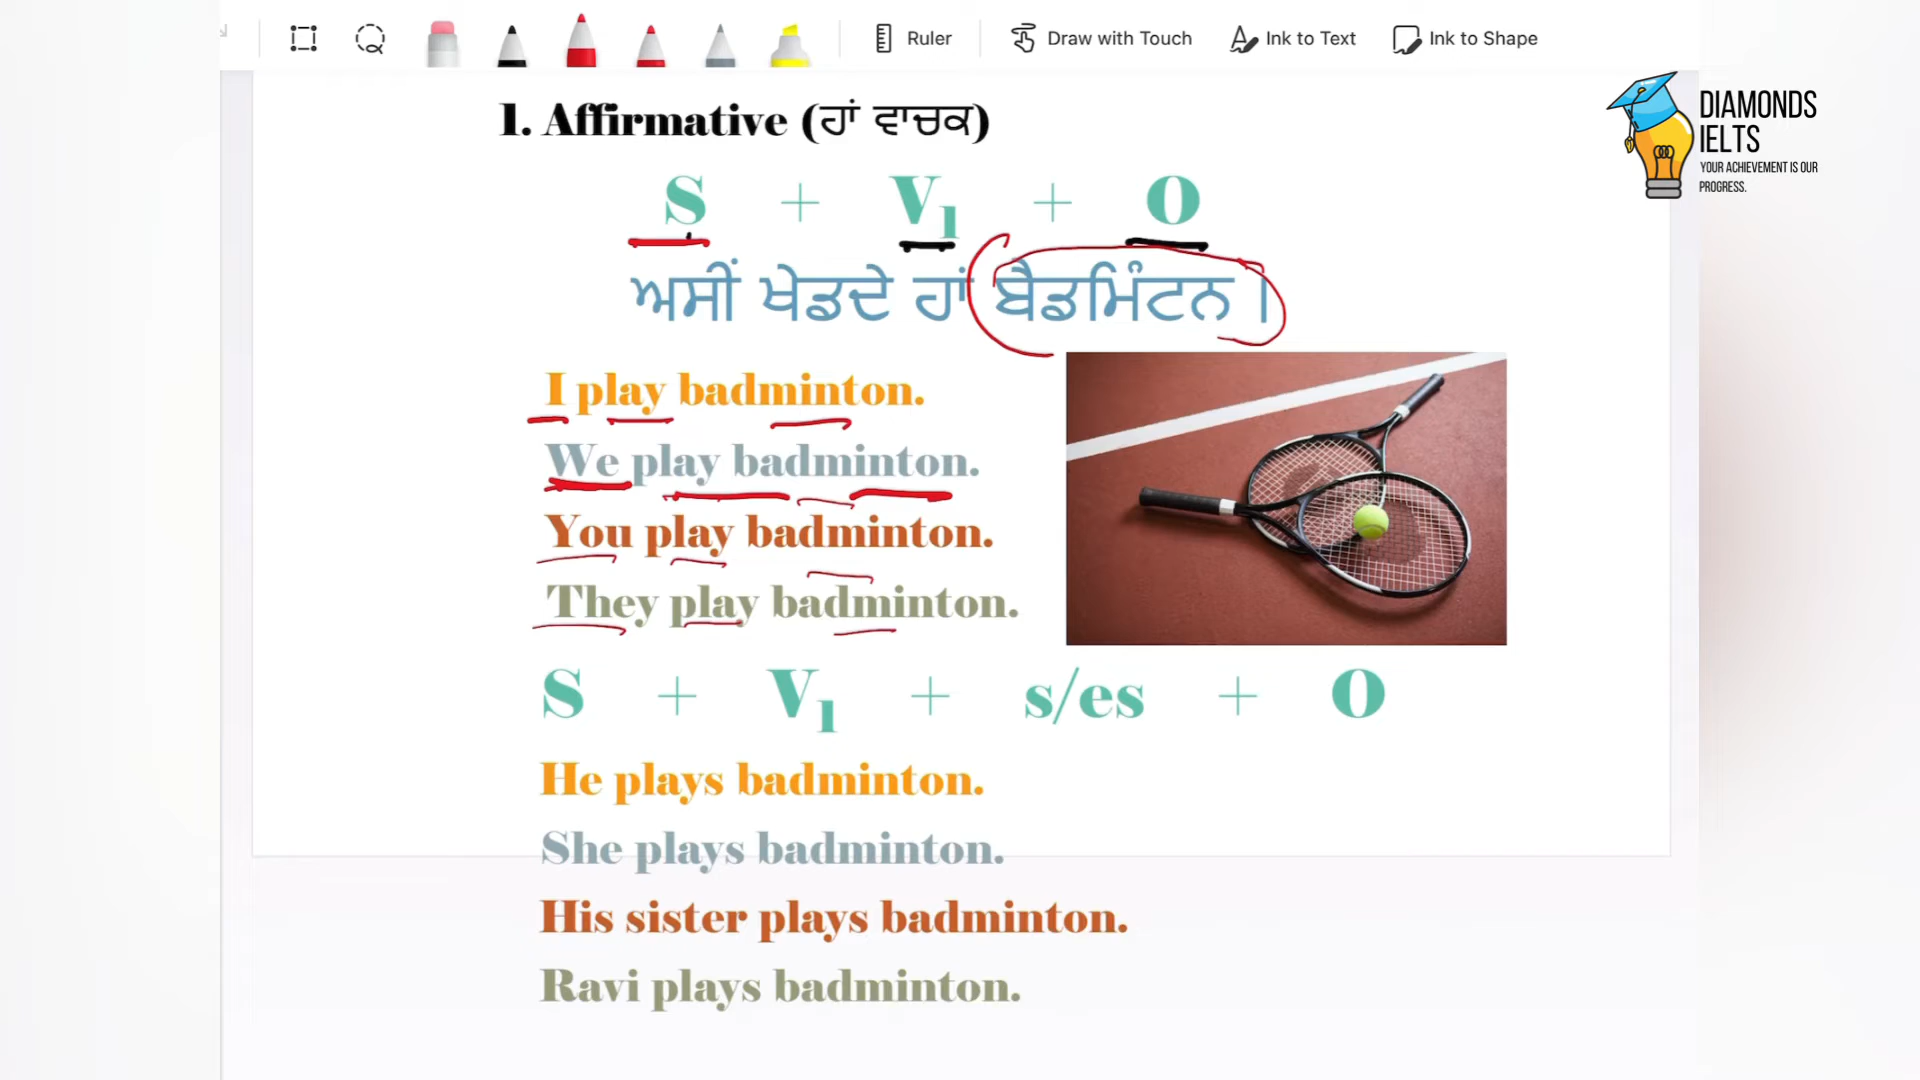 Ruler Draw with Touch Ink to Text Ink to Shape
DIAMONDS
IELTS
YOUR ACHIEVEMENT IS OUR
PROGRESS.
1. Affirmative (ਹਾਂ ਵਾਚਕ)
S + V1 + O
ਅਸੀਂ ਖੇਡਦੇ ਹਾਂ ਬੈਡਮਿੰਟਨ |
I play badminton.
We play badminton.
You play badminton.
They play badminton.
S + V1 + s/es + O
He plays badminton.
She plays badminton.
His sister plays badminton.
Ravi plays badminton.